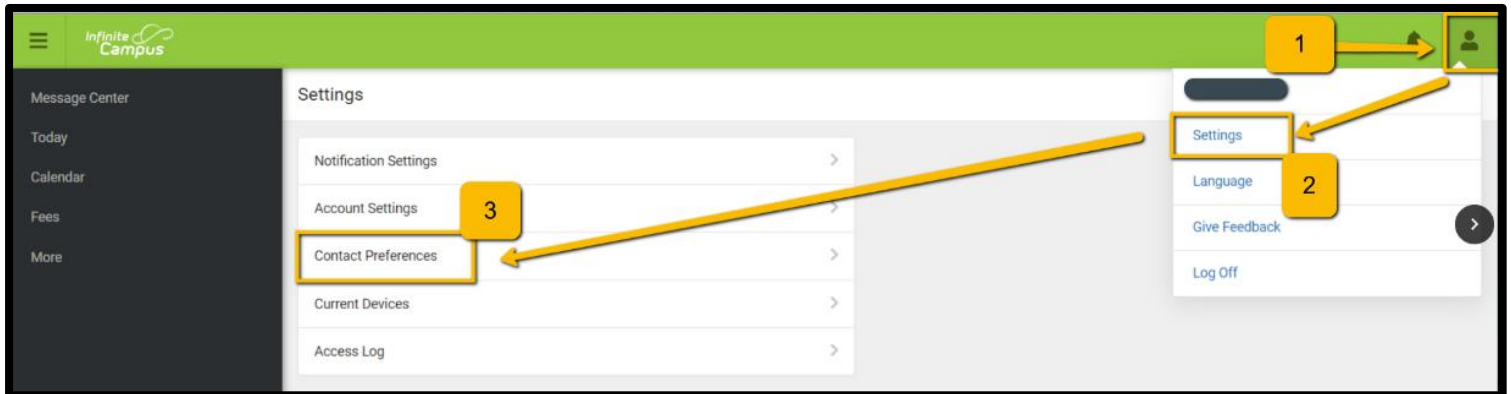 Infinite
Campus
1
Message Center
Today
Calendar
Fees
More
Settings
Notification Settings
Account Settings
3
Contact Preferences
Current Devices
Access Log
Settings
Language
2
Give Feedback
Log Off